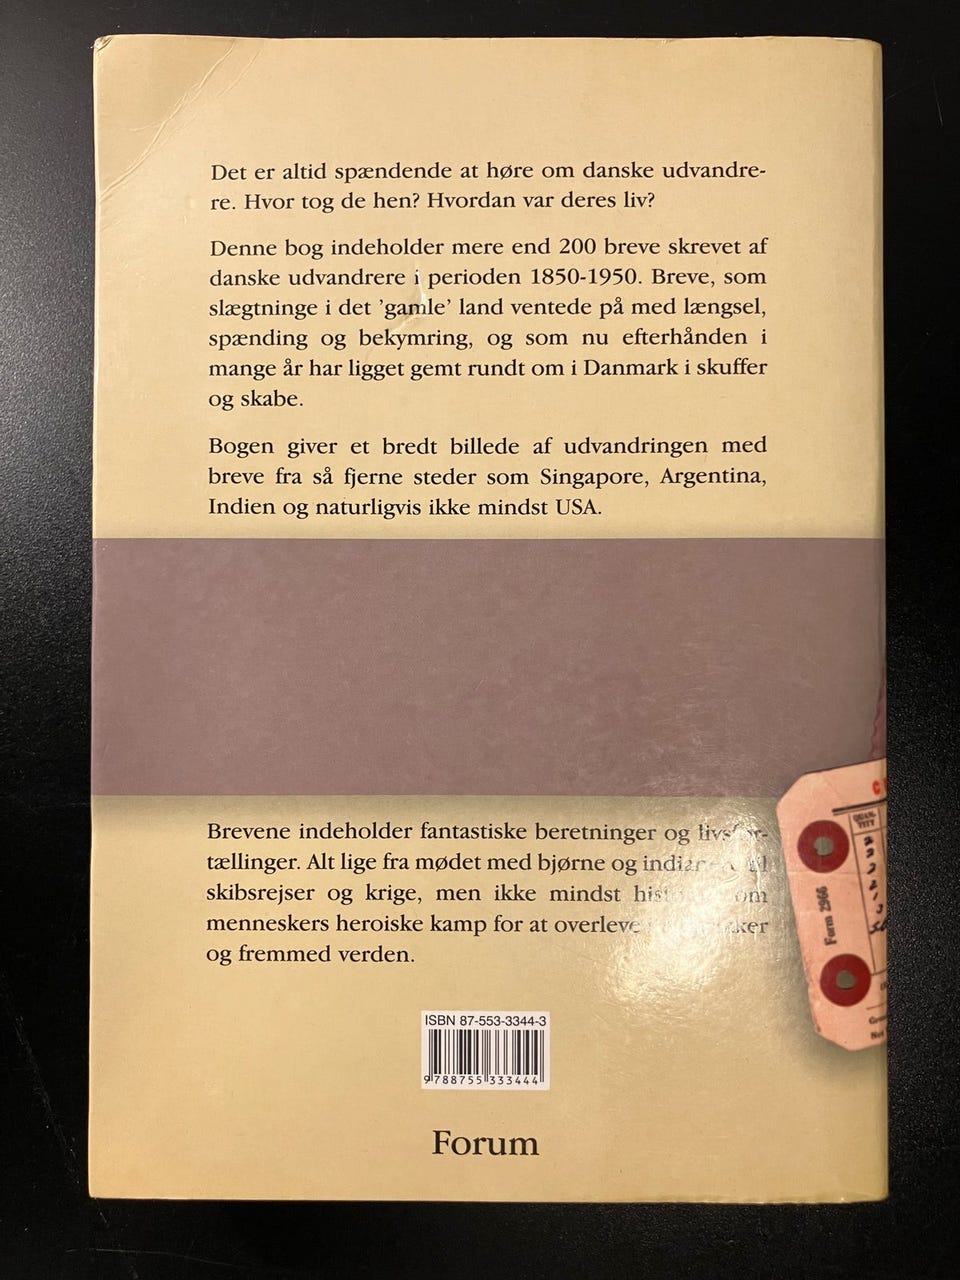 Det er altid spændende at høre om danske udvandre-
re. Hvor tog de hen? Hvordan var deres liv?
Denne bog indeholder mere end 200 breve skrevet af
danske udvandrere i perioden 1850-1950. Breve, som
slægtninge i det 'gamle' land ventede på med længsel,
spænding og bekymring, og som nu efterhånden i
mange år har ligget gemt rundt om i Danmark i skuffer
og skabe.
Bogen giver et bredt billede af udvandringen med
breve fra så fjerne steder som Singapore, Argentina,
Indien og naturligvis ikke mindst USA.
Brevene indeholder fantastiske beretninger og
tællinger. Alt lige fra mødet med bjørne og
skibsrejser og krige, men ikke mindst om
menneskers heroiske kamp for at overleve
og fremmed verden.
QUAN-
TITY
Form 2966
ISBN 87-553-3344-3
9788755333444
Forum